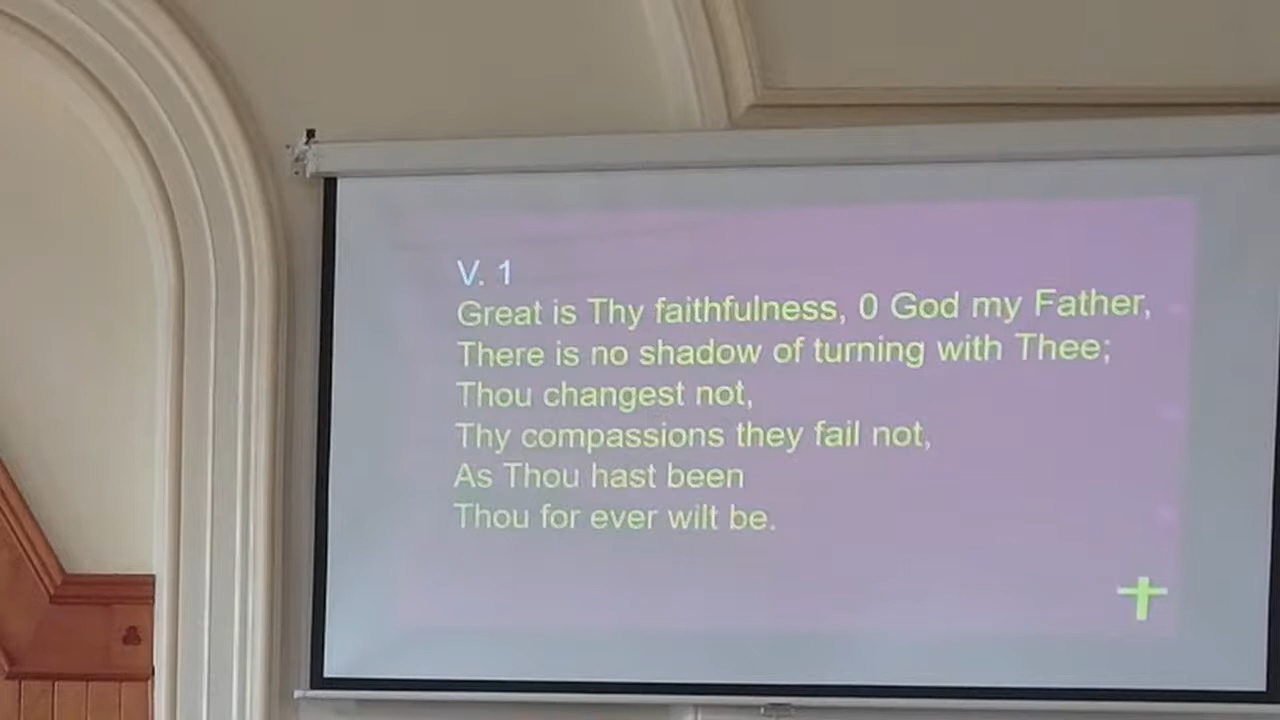 V. 1
Great is Thy faithfulness, 0 God my Father,
There is no shadow of turning with Thee;
Thou changest not,
Thy compassions they fail not,
As Thou hast been
Thou for ever wilt be.